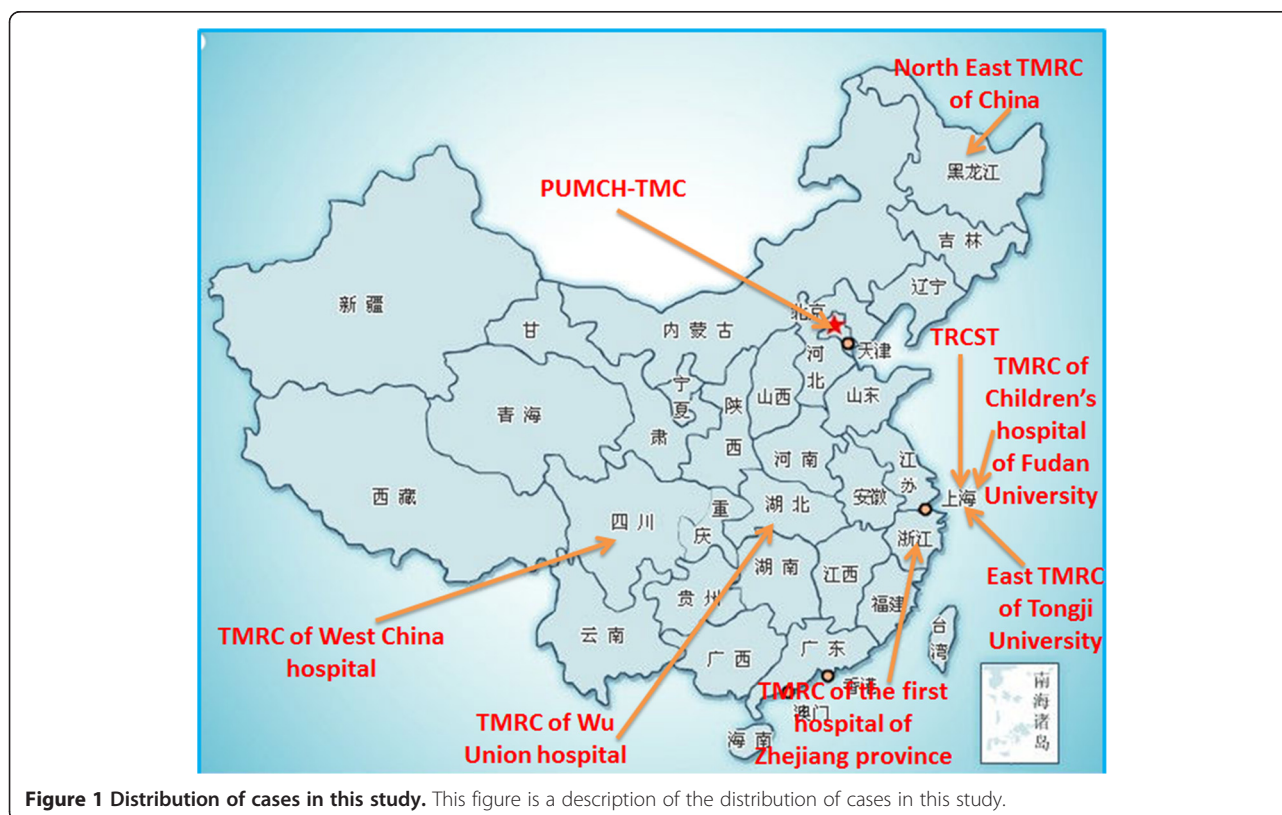 North East TMRC
of China
黑龙江
PUMCH-TMC
吉林
辽宁
新疆
甘
内蒙古
北京
天津
TRCST
TMRC of
Children's
hospital
of Fudan
University
河
北
宁
夏
陕
西
山西
山东
青海
肃
河南
江
苏
安徽
上海
西藏
四川
重
庆
湖北
浙江
湖南
江西
East TMRC
of Tongji
University
贵州
福建
台
湾
TMRC of West China
hospital
云南
广西
广东
香港
澳门
TMRC of the first
hospital of
Zhejiang province
TMRC of Wu
Union hospital
海南
南
海
诸
岛
Figure 1 Distribution of cases in this study. This figure is a description of the distribution of cases in this study.